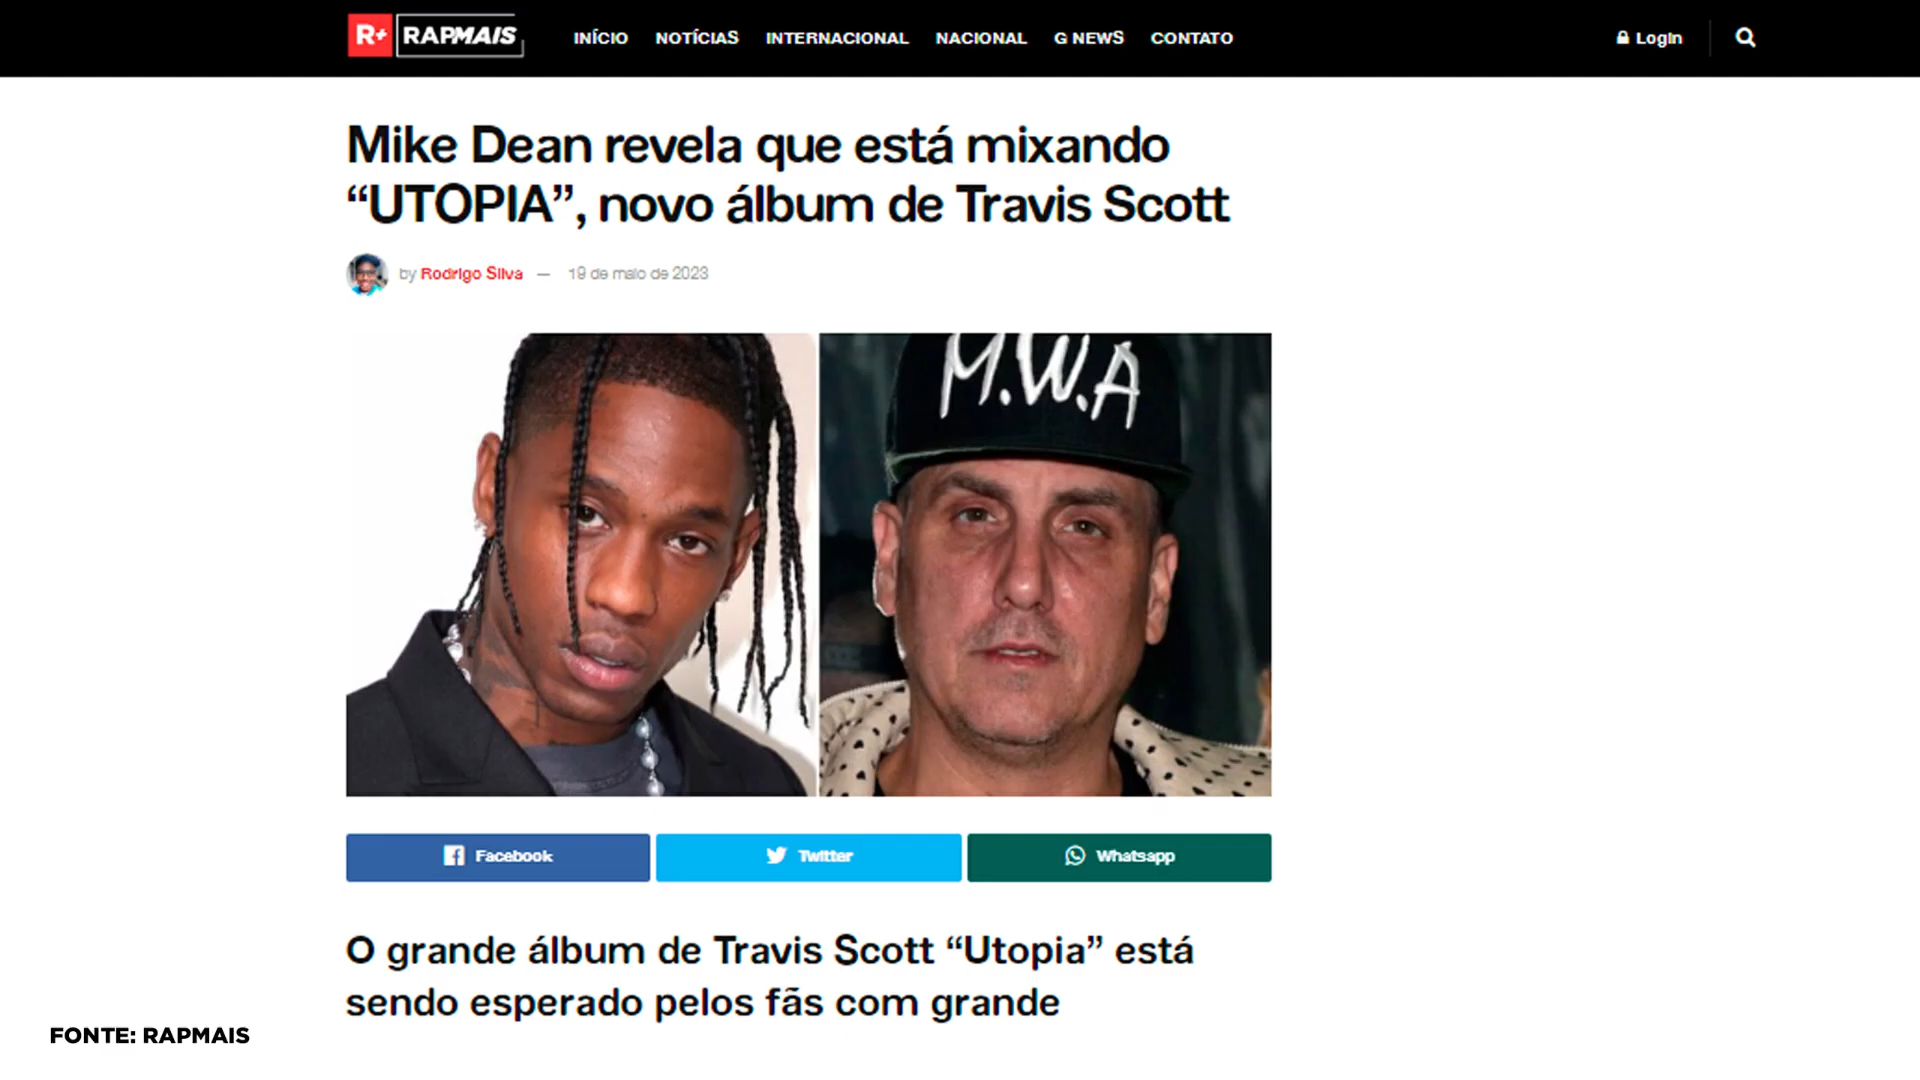 R+ RAPMAIS
INÍCIO NOTÍCIAS INTERNACIONAL NACIONAL G NEWS CONTATO
Login
Mike Dean revela que está mixando
“UTOPIA”, novo álbum de Travis Scott
by Rodrigo Silva — 19 de maio de 2023
M.W.A
Facebook Twitter Whatsapp
O grande álbum de Travis Scott “Utopia” está
sendo esperado pelos fãs com grande
FONTE: RAPMAIS